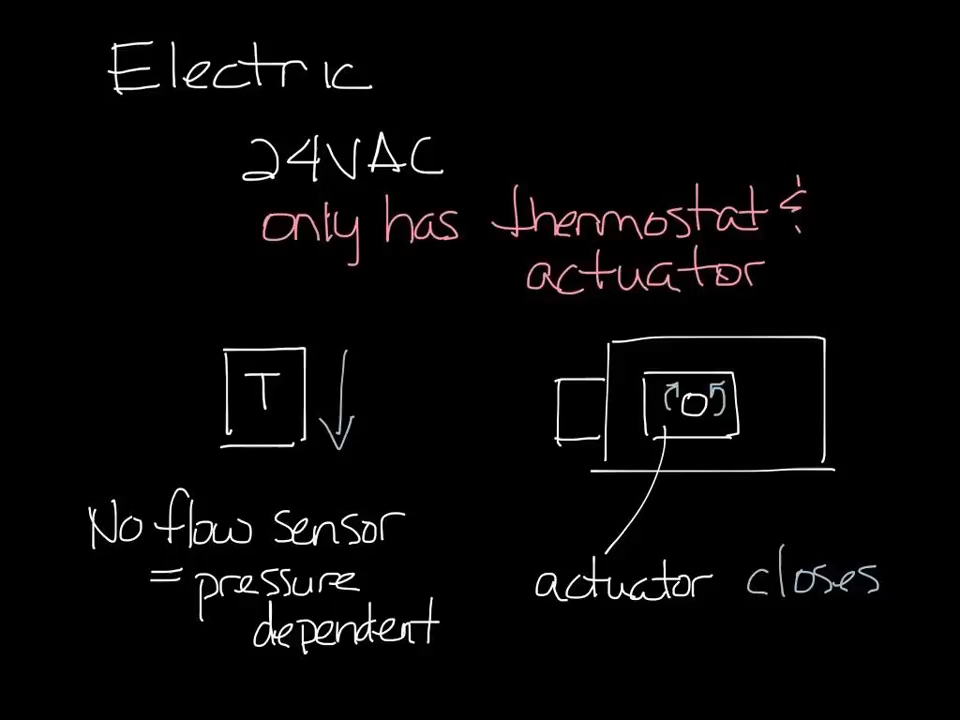 Electric
24VAC
only has thermostat &
actuator
T
No flow sensor
= pressure
dependent
actuator closes